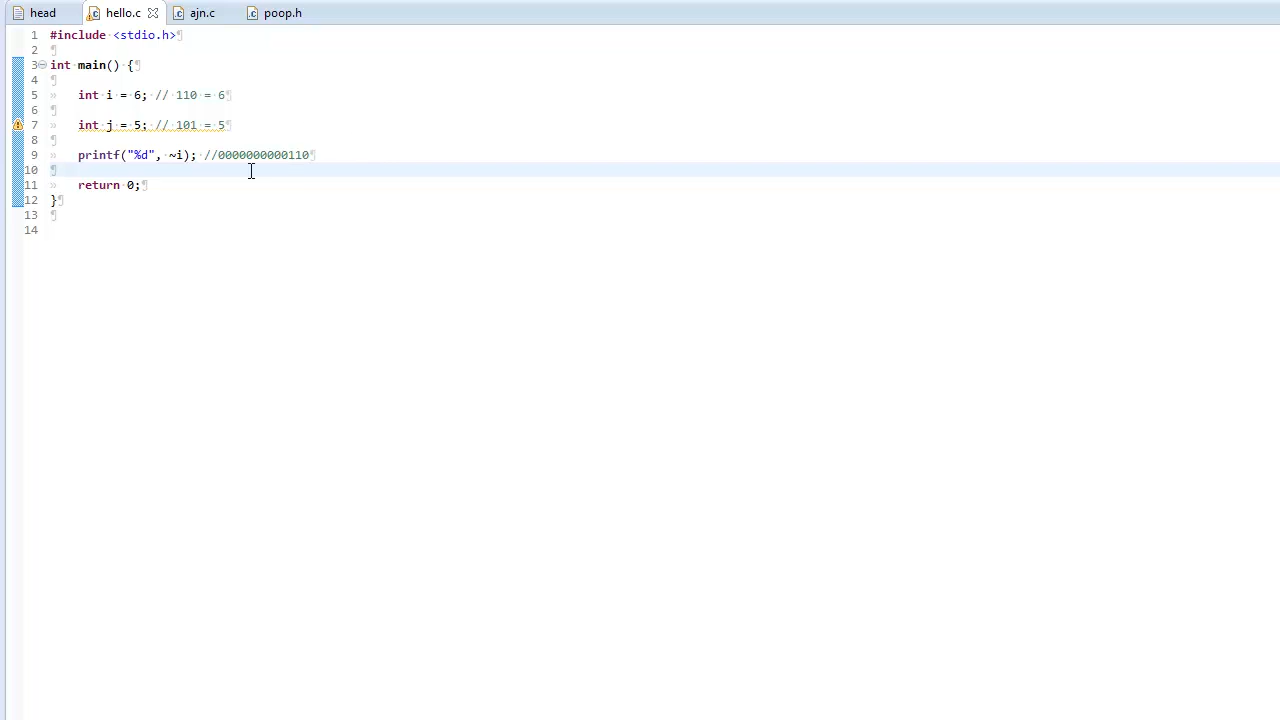 head hello.c ajn.c poop.h
1 #include <stdio.h>¶
2 ¶
3 int main() {¶
4 ¶
5 » int i = 6; // 110 = 6¶
6 ¶
7 » int j = 5; // 101 = 5¶
8 ¶
9 » printf("%d", ~i); //0000000000110¶
10 ¶
11 » return 0;¶
12 }¶
13 ¶
14